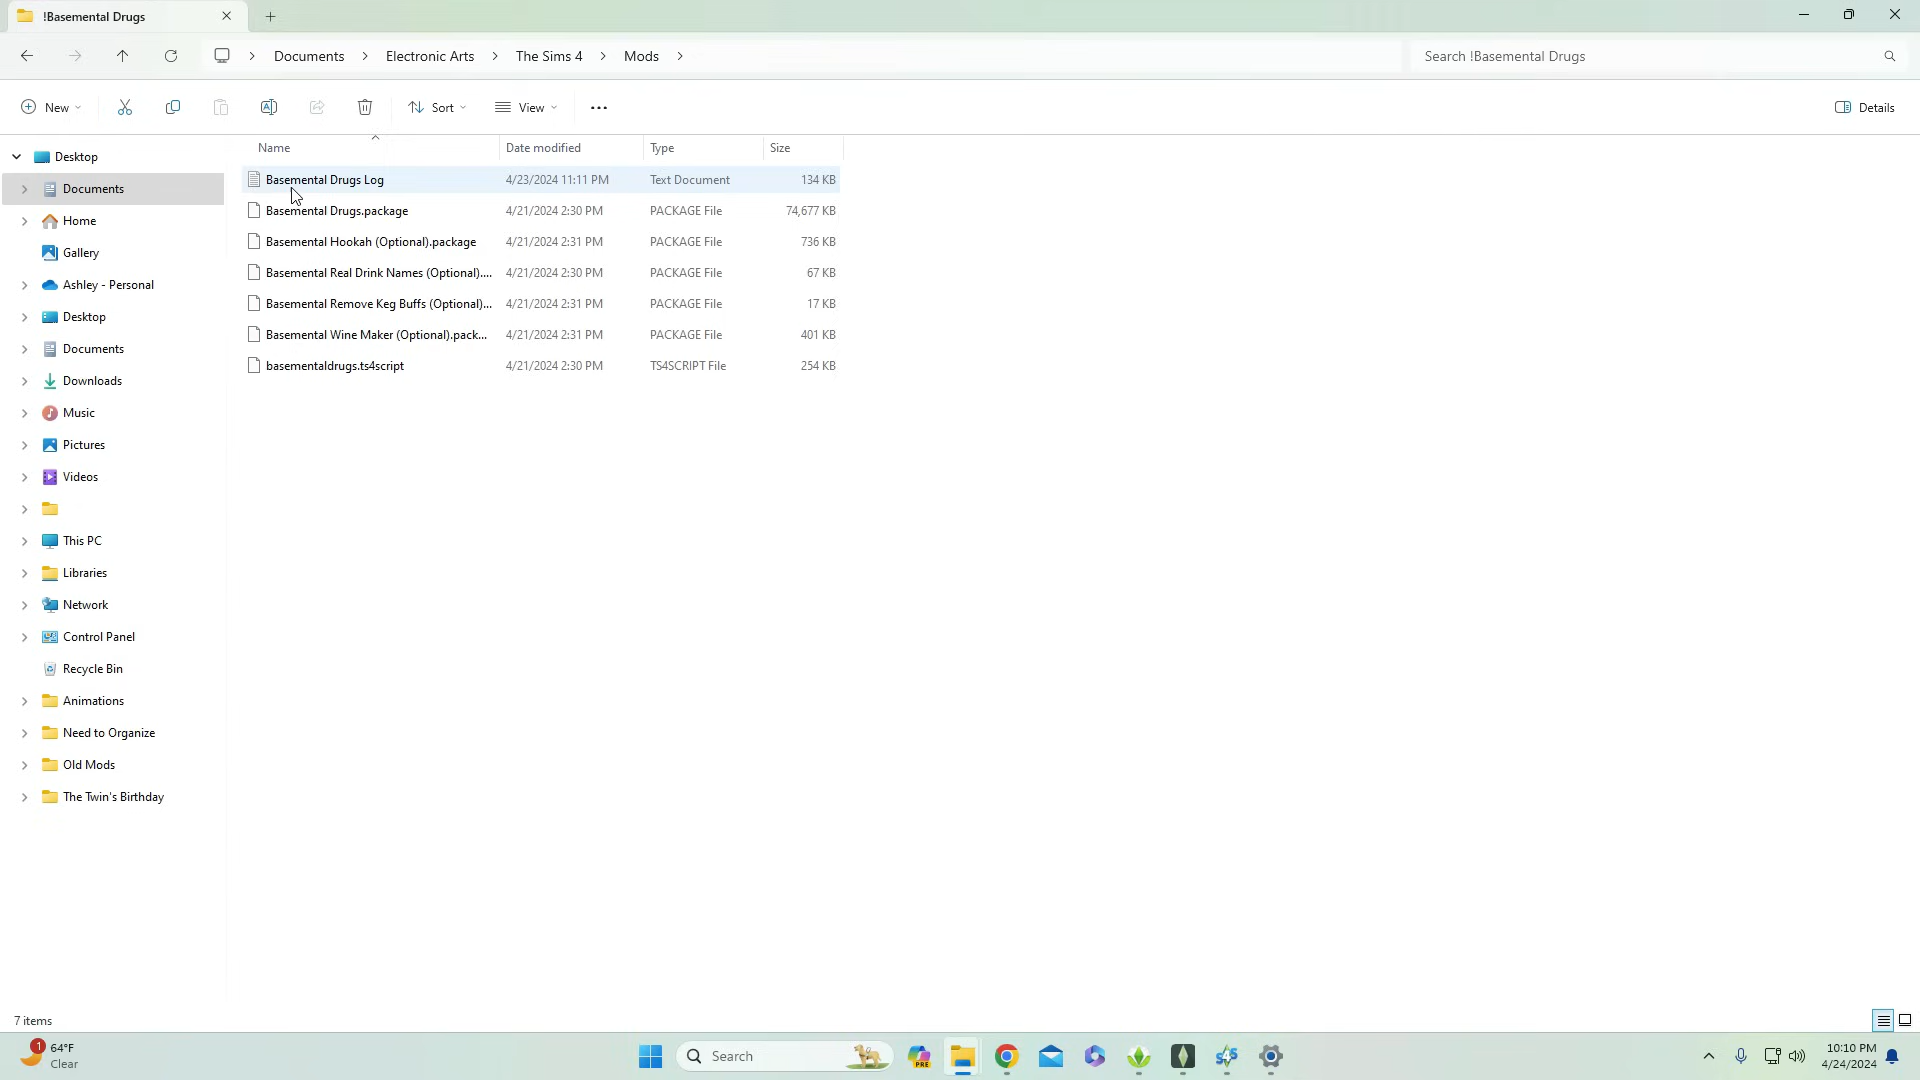 !Basemental Drugs
Documents Electronic Arts The Sims 4 Mods Search !Basemental Drugs
New Sort View Details
Name Date modified Type Size
Basemental Drugs Log 4/23/2024 11:11 PM Text Document 134 KB
Basemental Drugs.package 4/21/2024 2:30 PM PACKAGE File 74,677 KB
Basemental Hookah (Optional).package 4/21/2024 2:31 PM PACKAGE File 736 KB
Basemental Real Drink Names (Optional).... 4/21/2024 2:30 PM PACKAGE File 67 KB
Basemental Remove Keg Buffs (Optional)... 4/21/2024 2:31 PM PACKAGE File 17 KB
Basemental Wine Maker (Optional).pack... 4/21/2024 2:31 PM PACKAGE File 401 KB
basementaldrugs.ts4script 4/21/2024 2:30 PM TS4SCRIPT File 254 KB
Desktop
Documents
Home
Gallery
Ashley - Personal
Desktop
Documents
Downloads
Music
Pictures
Videos
This PC
Libraries
Network
Control Panel
Recycle Bin
Animations
Need to Organize
Old Mods
The Twin's Birthday
7 items
1
64°F
Clear
Search
PRE
S4S
10:10 PM
4/24/2024